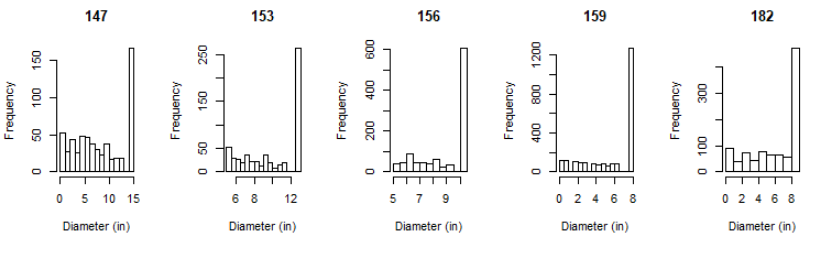 147
Frequency
0 50 100 150
0 5 10 15
Diameter (in)
153
Frequency
0 50 150 250
6 8 12
Diameter (in)
156
Frequency
0 200 400 600
5 7 9
Diameter (in)
159
Frequency
0 400 800 1200
0 2 4 6 8
Diameter (in)
182
Frequency
0 100 300
0 2 4 6 8
Diameter (in)